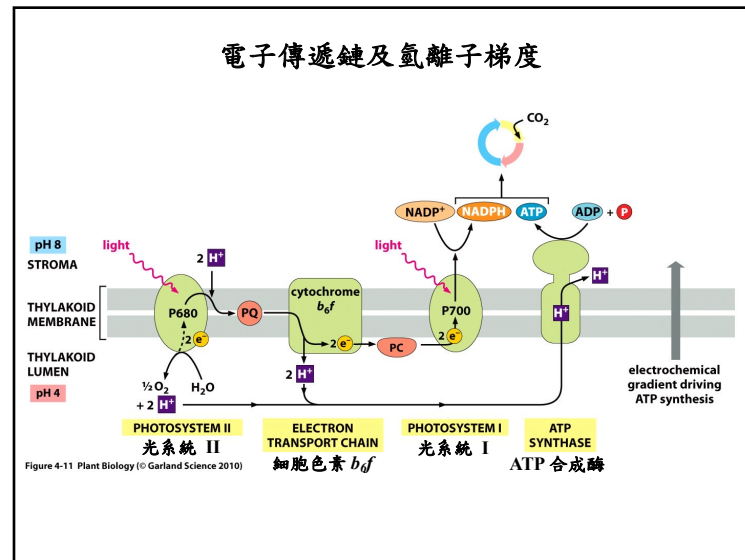 電子傳遞鏈及氫離子梯度
CO2
NADP+
NADPH
ATP
ADP + P
pH 8
STROMA
light
2 H+
light
H+
THYLAKOID
MEMBRANE
P680
PQ
cytochrome
b6f
P700
H+
2 e–
2 e–
PC
2 e–
THYLAKOID
LUMEN
pH 4
½ O2
+ 2 H+
H2O
2 H+
electrochemical
gradient driving
ATP synthesis
PHOTOSYSTEM II
光系統 II
ELECTRON
TRANSPORT CHAIN
細胞色素 b6f
PHOTOSYSTEM I
光系統 I
ATP
SYNTHASE
ATP 合成酶
Figure 4-11 Plant Biology (© Garland Science 2010)